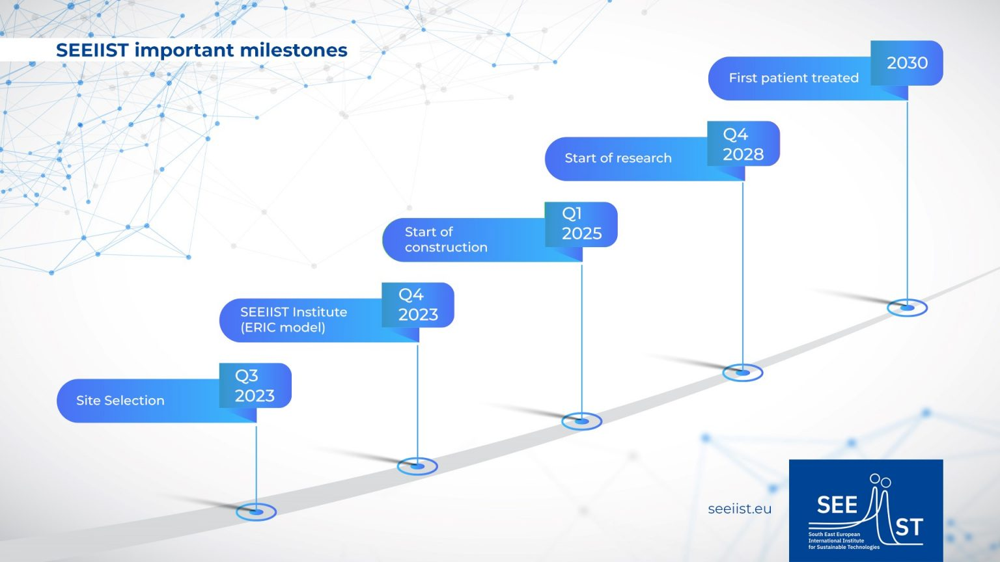 SEEIIST important milestones
2030
First patient treated
Q4
2028
Start of research
Q1
2025
Start of
construction
Q4
2023
SEEIIST Institute
(ERIC model)
Q3
2023
Site Selection
seeiist.eu
SEE
ST
South East European
International Institute
for Sustainable Technologies